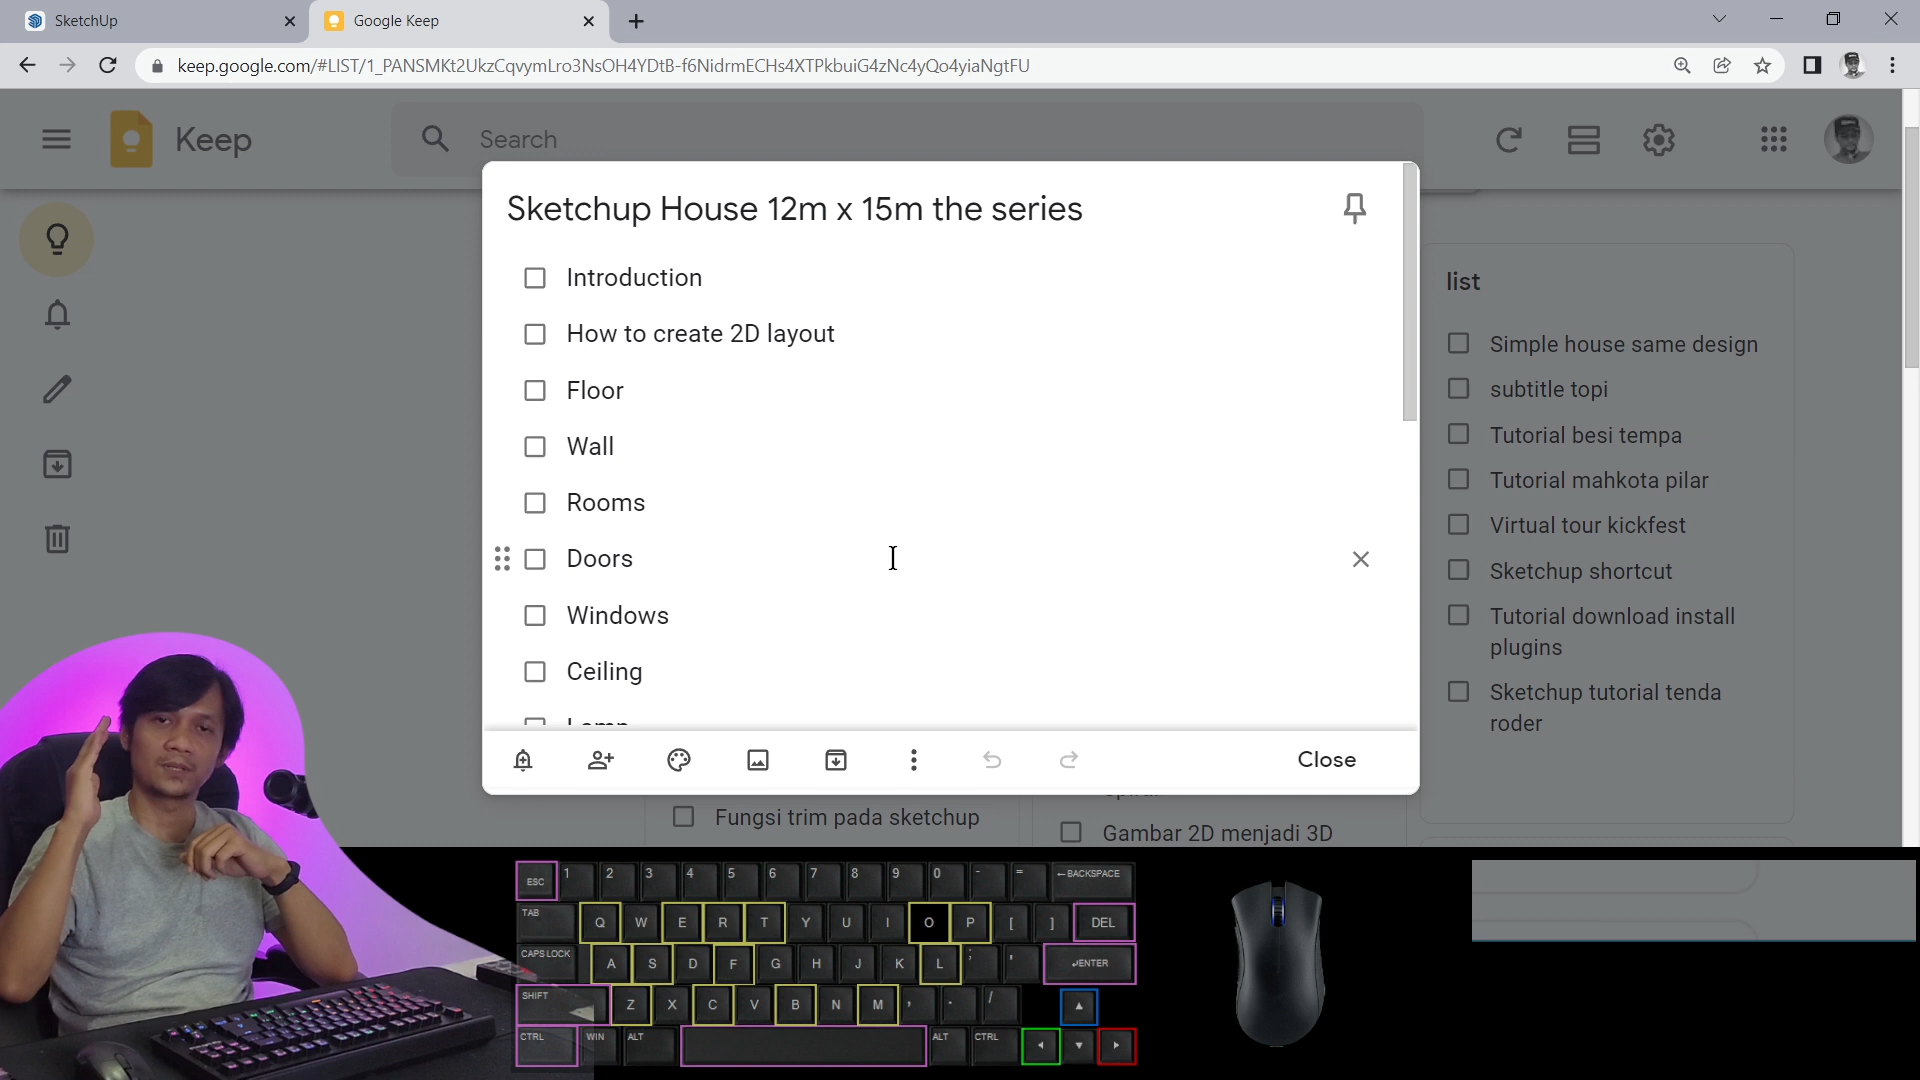 SketchUp
Google Keep
keep.google.com/#LIST/1_PANSMKt2UkzCqvymLro3NsOH4YDtB-f6NidrmECHs4XTPkbuiG4zNc4yQo4yiaNgtFU
Keep
Search
Sketchup House 12m x 15m the series
Introduction
How to create 2D layout
Floor
Wall
Rooms
Doors
Windows
Ceiling
Lamp
Close
list
Simple house same design
subtitle topi
Tutorial besi tempa
Tutorial mahkota pilar
Virtual tour kickfest
Sketchup shortcut
Tutorial download install
plugins
Sketchup tutorial tenda
roder
Fungsi trim pada sketchup
Gambar 2D menjadi 3D
ESC 1 2 3 4 5 6 7 8 9 0 - = ←BACKSPACE
TAB Q W E R T Y U I O P [ ] DEL
CAPS LOCK A S D F G H J K L ; ' ↵ENTER
SHIFT Z X C V B N M , . /
CTRL WIN ALT ALT CTRL